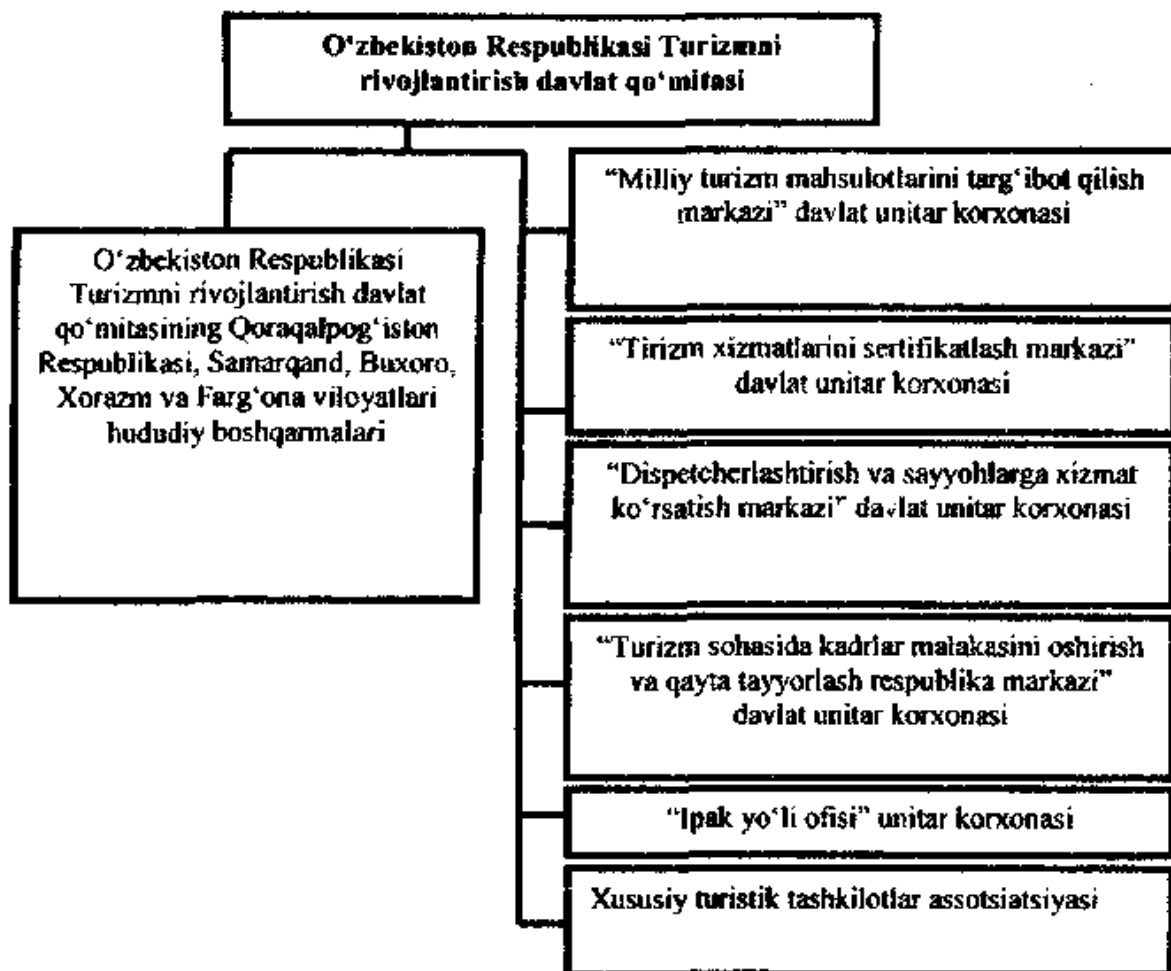 O‘zbekiston Respublikasi Turizmni
rivojlantirish davlat qo‘mitasi
O‘zbekiston Respublikasi
Turizmni rivojlantirish davlat
qo‘mitasining Qoraqalpog‘iston
Respublikasi, Samarqand, Buxoro,
Xorazm va Farg‘ona viloyatlari
hududiy boshqarmalari
“Milliy turizm mahsulotlarini targ‘ibot qilish
markazi” davlat unitar korxonasi
“Tirizm xizmatlarini sertifikatlash markazi”
davlat unitar korxonasi
“Dispetcherlashtirish va sayyohlarga xizmat
ko‘rsatish markazi” davlat unitar korxonasi
“Turizm sohasida kadrlar malakasini oshirish
va qayta tayyorlash respublika markazi”
davlat unitar korxonasi
“Ipak yo‘li ofisi” unitar korxonasi
Xususiy turistik tashkilotlar assotsiatsiyasi